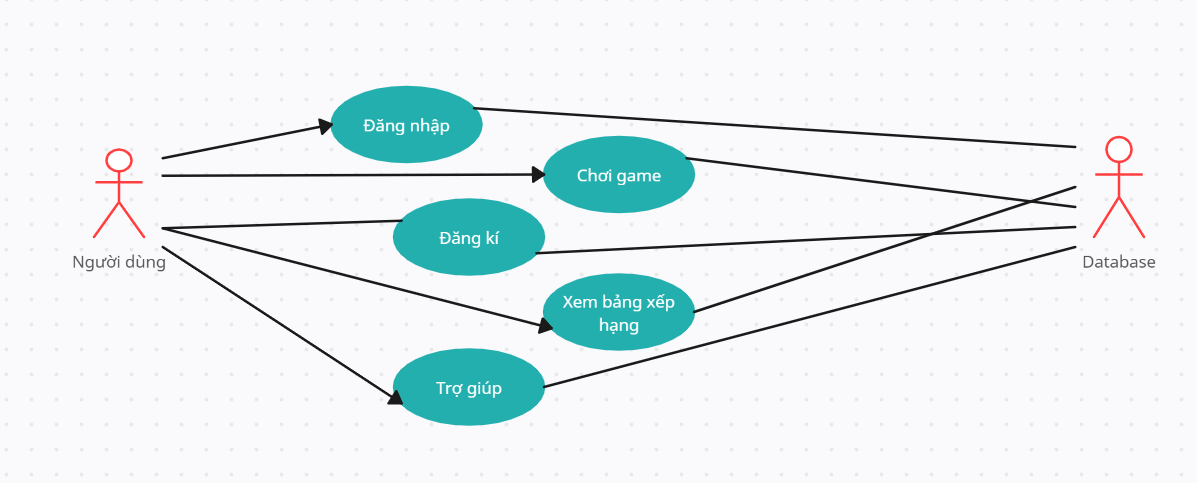 Đăng nhập
Chơi game
Đăng kí
Người dùng
Database
Xem bảng xếp
hạng
Trợ giúp